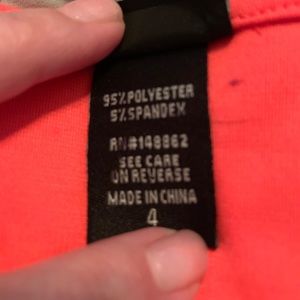 95%POLYESTER
5%SPANDEX
RN#148862
SEE CARE
ON REVERSE
MADE IN CHINA
4